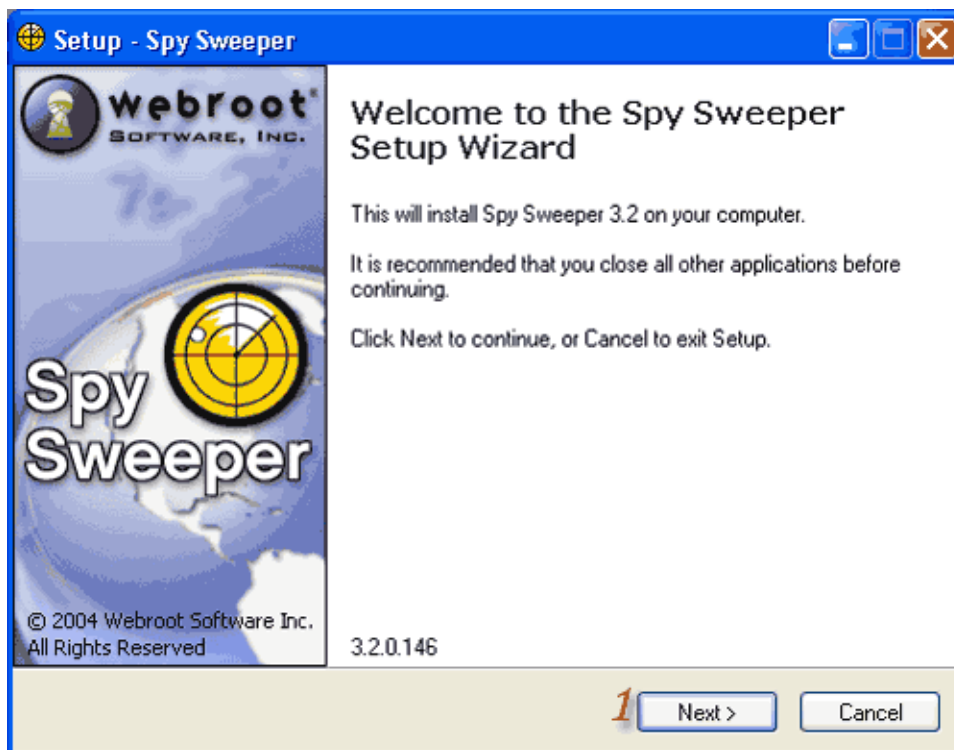 Setup - Spy Sweeper
webroot®
SOFTWARE, INC.
Spy
Sweeper
© 2004 Webroot Software Inc.
All Rights Reserved
Welcome to the Spy Sweeper
Setup Wizard
This will install Spy Sweeper 3.2 on your computer.
It is recommended that you close all other applications before
continuing.
Click Next to continue, or Cancel to exit Setup.
3.2.0.146
1
Next >
Cancel